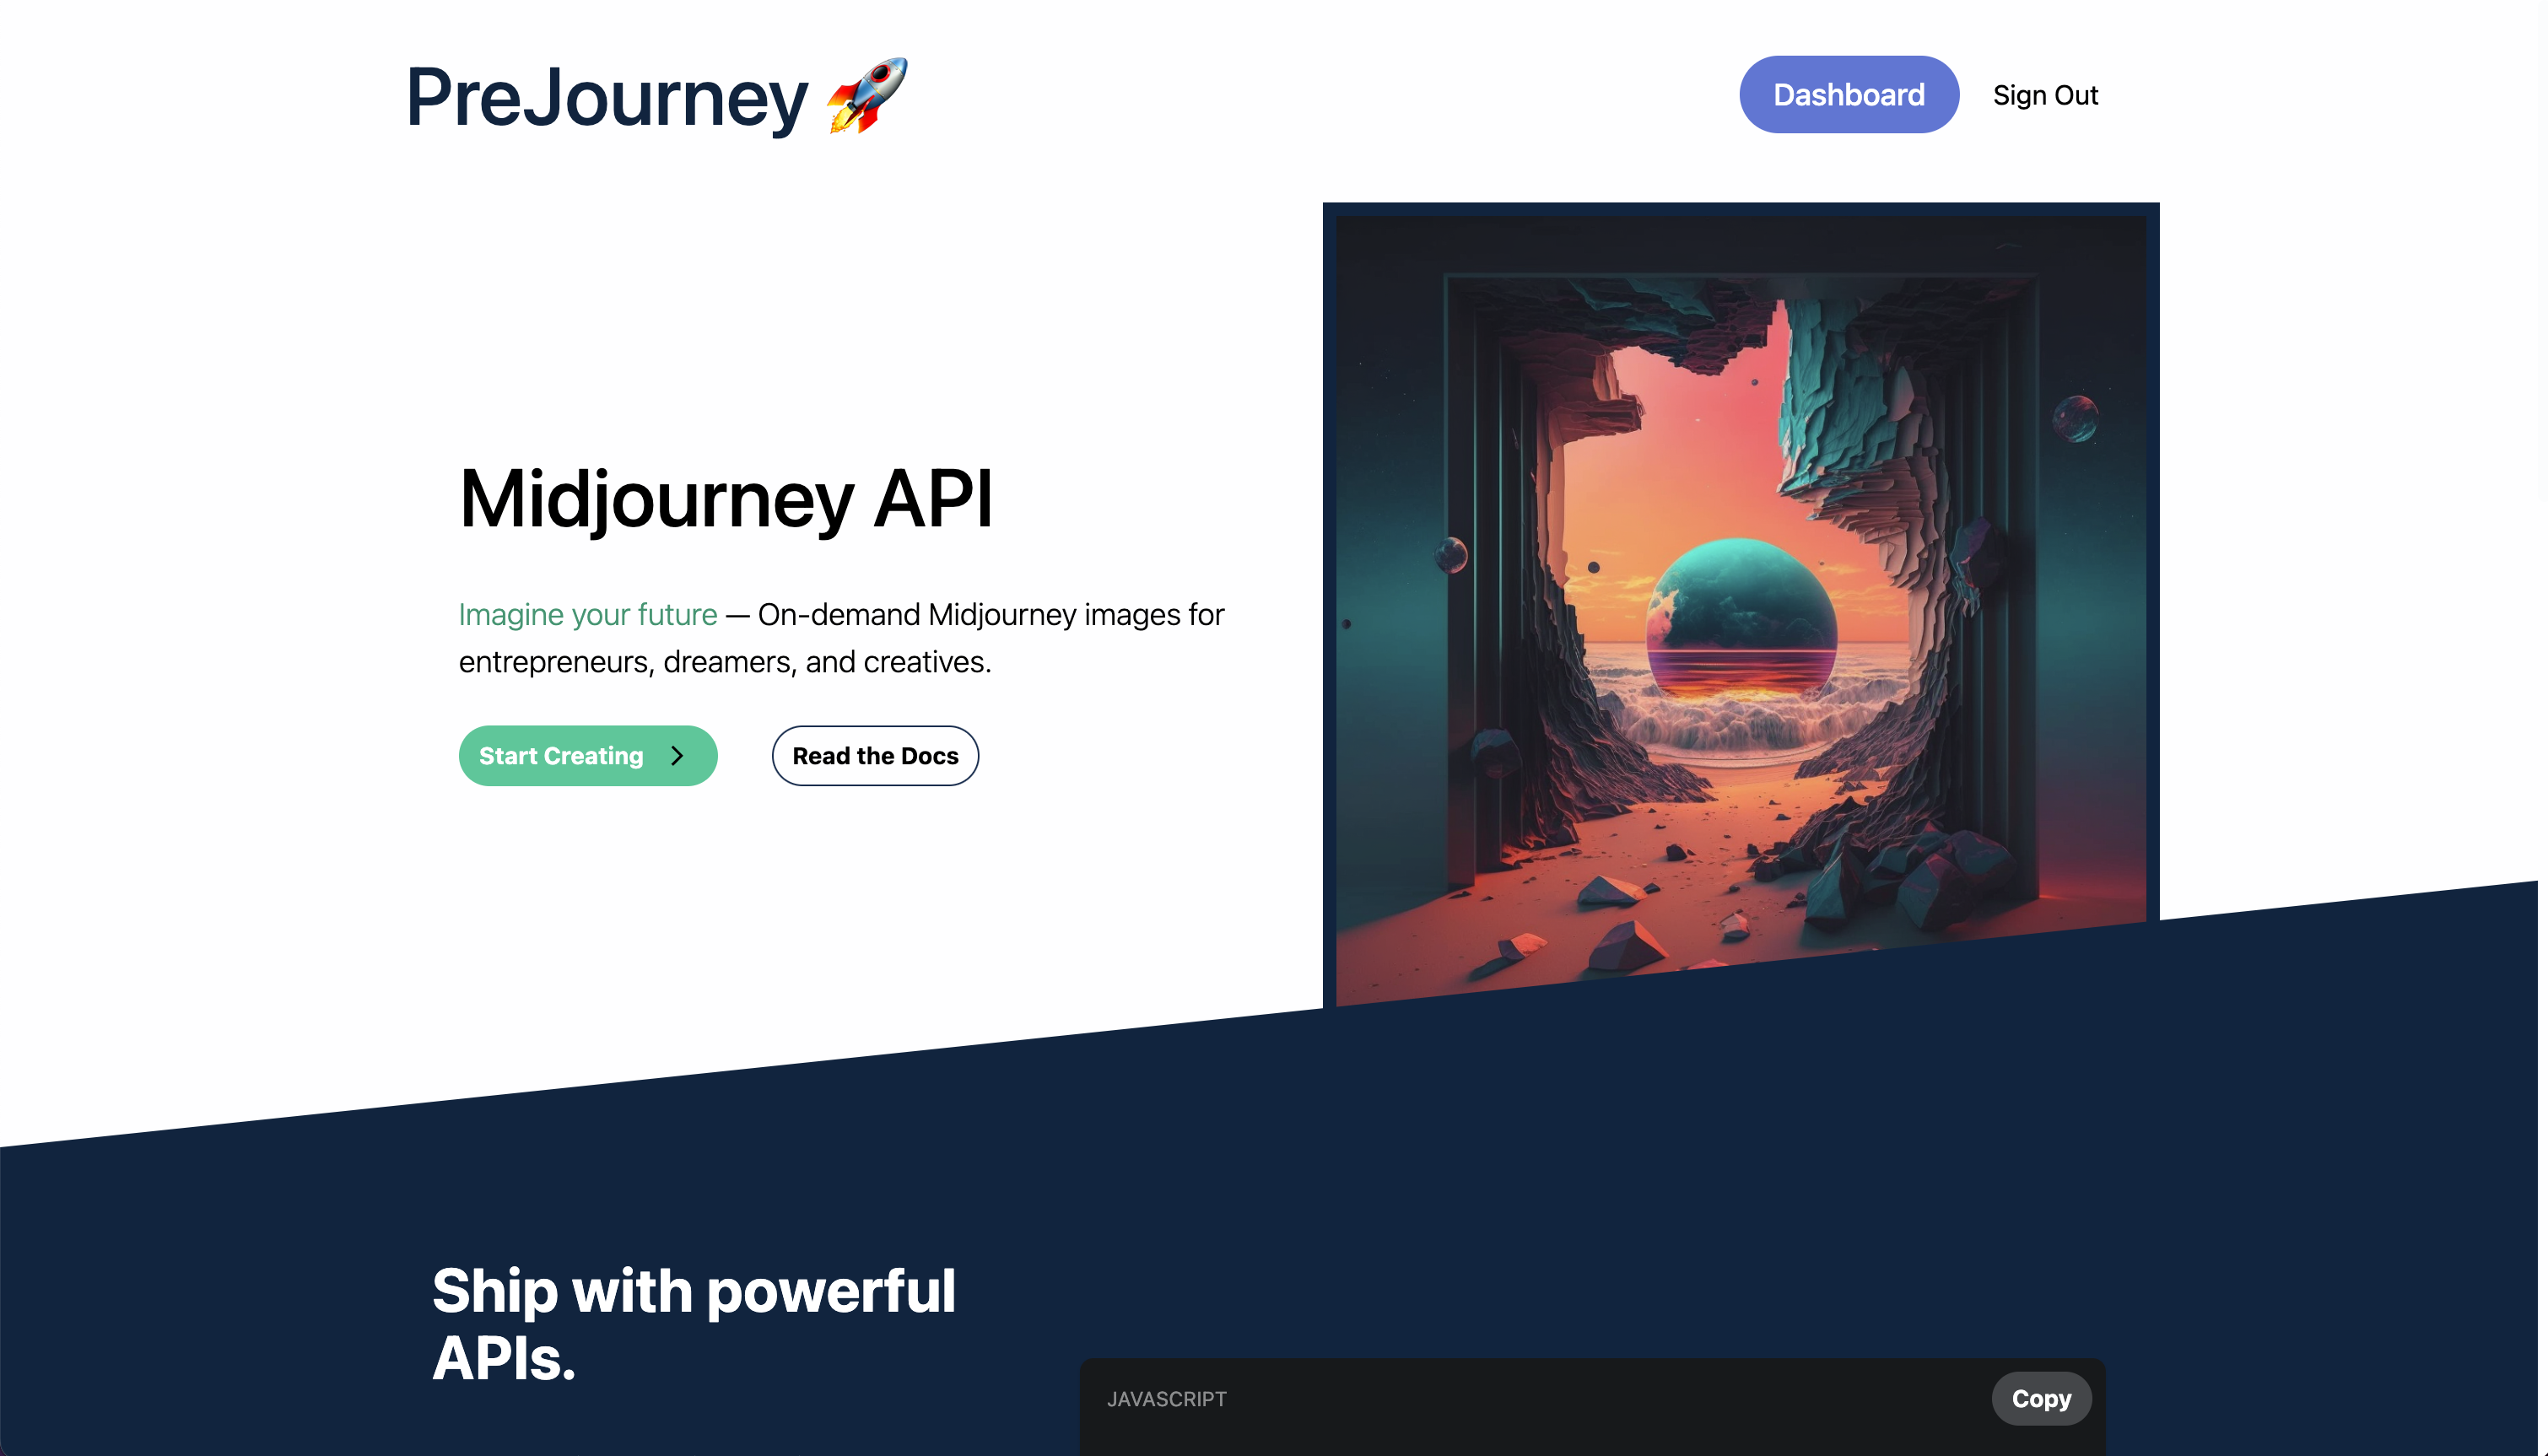 PreJourney 🚀
Dashboard
Sign Out
Midjourney API
Imagine your future — On-demand Midjourney images for
entrepreneurs, dreamers, and creatives.
Start Creating
Read the Docs
Ship with powerful
APIs.
JAVASCRIPT
Copy